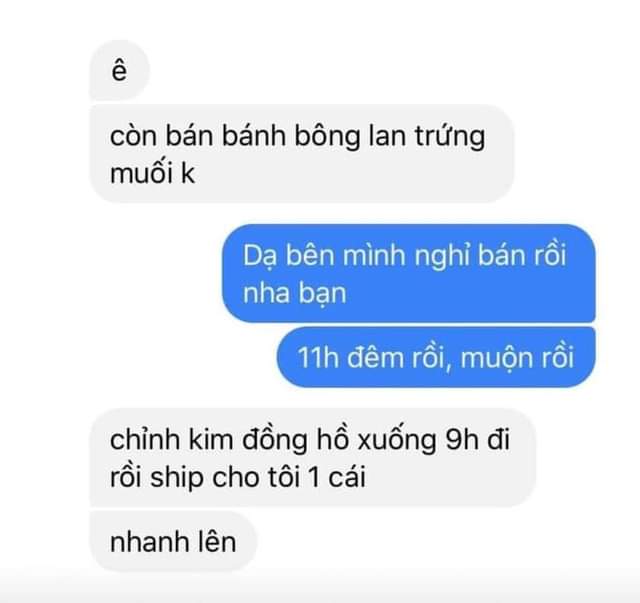 ê
còn bán bánh bông lan trứng
muối k
Dạ bên mình nghỉ bán rồi
nha bạn
11h đêm rồi, muộn rồi
chỉnh kim đồng hồ xuống 9h đi
rồi ship cho tôi 1 cái
nhanh lên